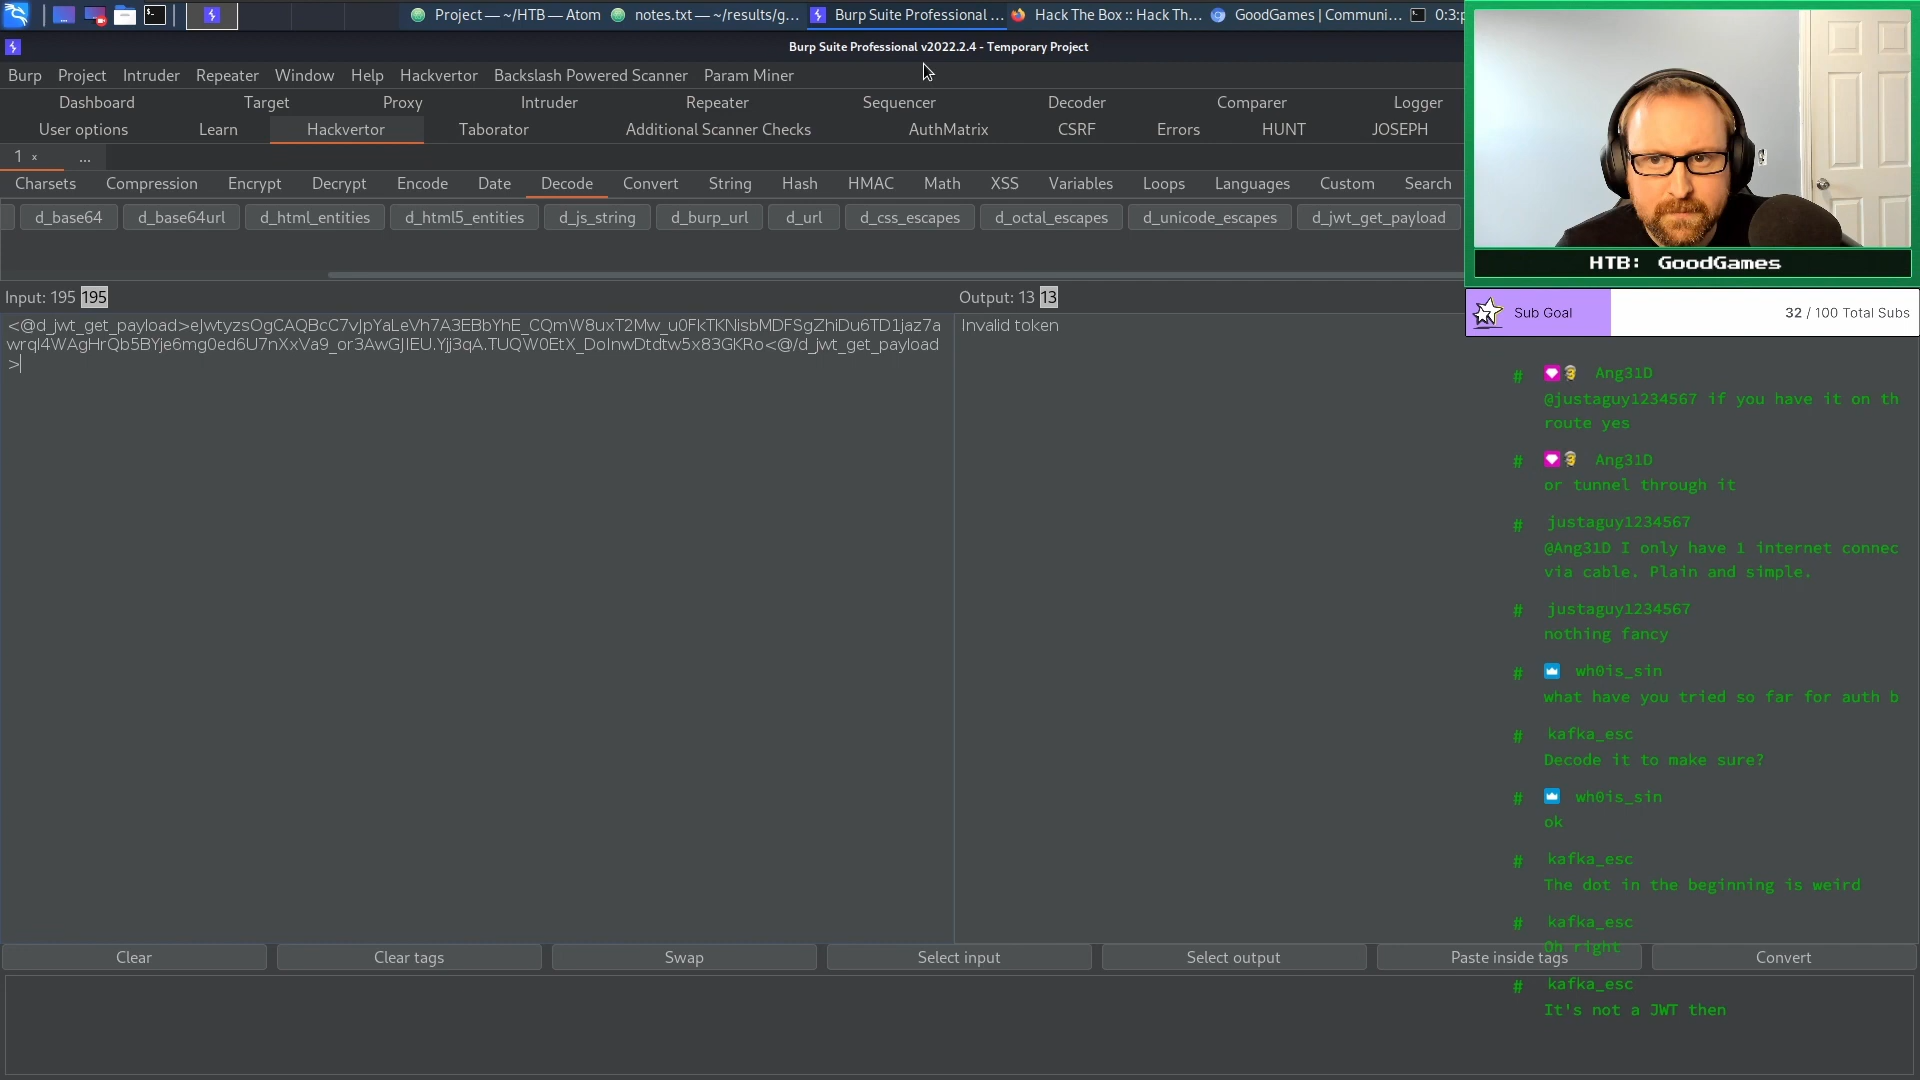 Project — ~/HTB — Atom
notes.txt — ~/results/g...
Burp Suite Professional ...
Hack The Box :: Hack Th...
GoodGames | Communi...
0:3:p
Burp Suite Professional v2022.2.4 - Temporary Project
Burp Project Intruder Repeater Window Help Hackvertor Backslash Powered Scanner Param Miner
Dashboard Target Proxy Intruder Repeater Sequencer Decoder Comparer Logger
User options Learn Hackvertor Taborator Additional Scanner Checks AuthMatrix CSRF Errors HUNT JOSEPH
1 × ...
Charsets Compression Encrypt Decrypt Encode Date Decode Convert String Hash HMAC Math XSS Variables Loops Languages Custom Search
d_base64 d_base64url d_html_entities d_html5_entities d_js_string d_burp_url d_url d_css_escapes d_octal_escapes d_unicode_escapes d_jwt_get_payload
Input: 195 195
Output: 13 13
<@d_jwt_get_payload>eJwtyzsOgCAQBcC7vJpYaLeVh7A3EBbYhE_CQmW8uxT2Mw_u0FkTKNisbMDFSgZhiDu6TD1jaz7a
wrqI4WAgHrQb5BYje6mg0ed6U7nXxVa9_or3AwGJIEU.Yjj3qA.TUQW0EtX_DoInwDtdtw5x83GKRo<@/d_jwt_get_payload
>
Invalid token
Clear Clear tags Swap Select input Select output Paste inside tags Convert
HTB: GoodGames
Sub Goal 32 / 100 Total Subs
# Ang31D
@justaguy1234567 if you have it on th
route yes
# Ang31D
or tunnel through it
# justaguy1234567
@Ang31D I only have 1 internet connec
via cable. Plain and simple.
# justaguy1234567
nothing fancy
# wh0is_sin
what have you tried so far for auth b
# kafka_esc
Decode it to make sure?
# wh0is_sin
ok
# kafka_esc
The dot in the beginning is weird
# kafka_esc
Oh right
# kafka_esc
It's not a JWT then